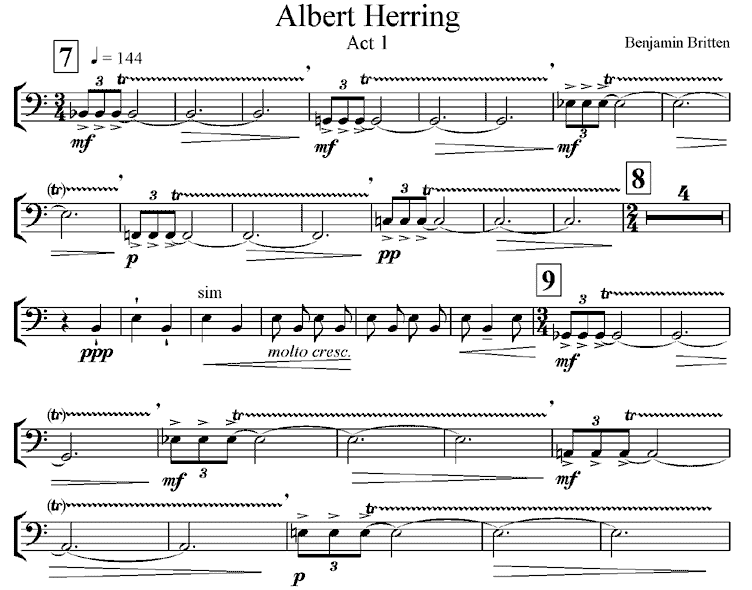 Albert Herring
Act 1
Benjamin Britten
7 ♩ = 144
3 tr 3 tr 3 tr
3
4
mf mf mf
8
(tr) 3 tr 3 tr 4
2
4
p pp
sim 9
3 tr
3
4
ppp molto cresc. mf
(tr) tr 3 tr
3
mf mf
(tr) tr
3
p